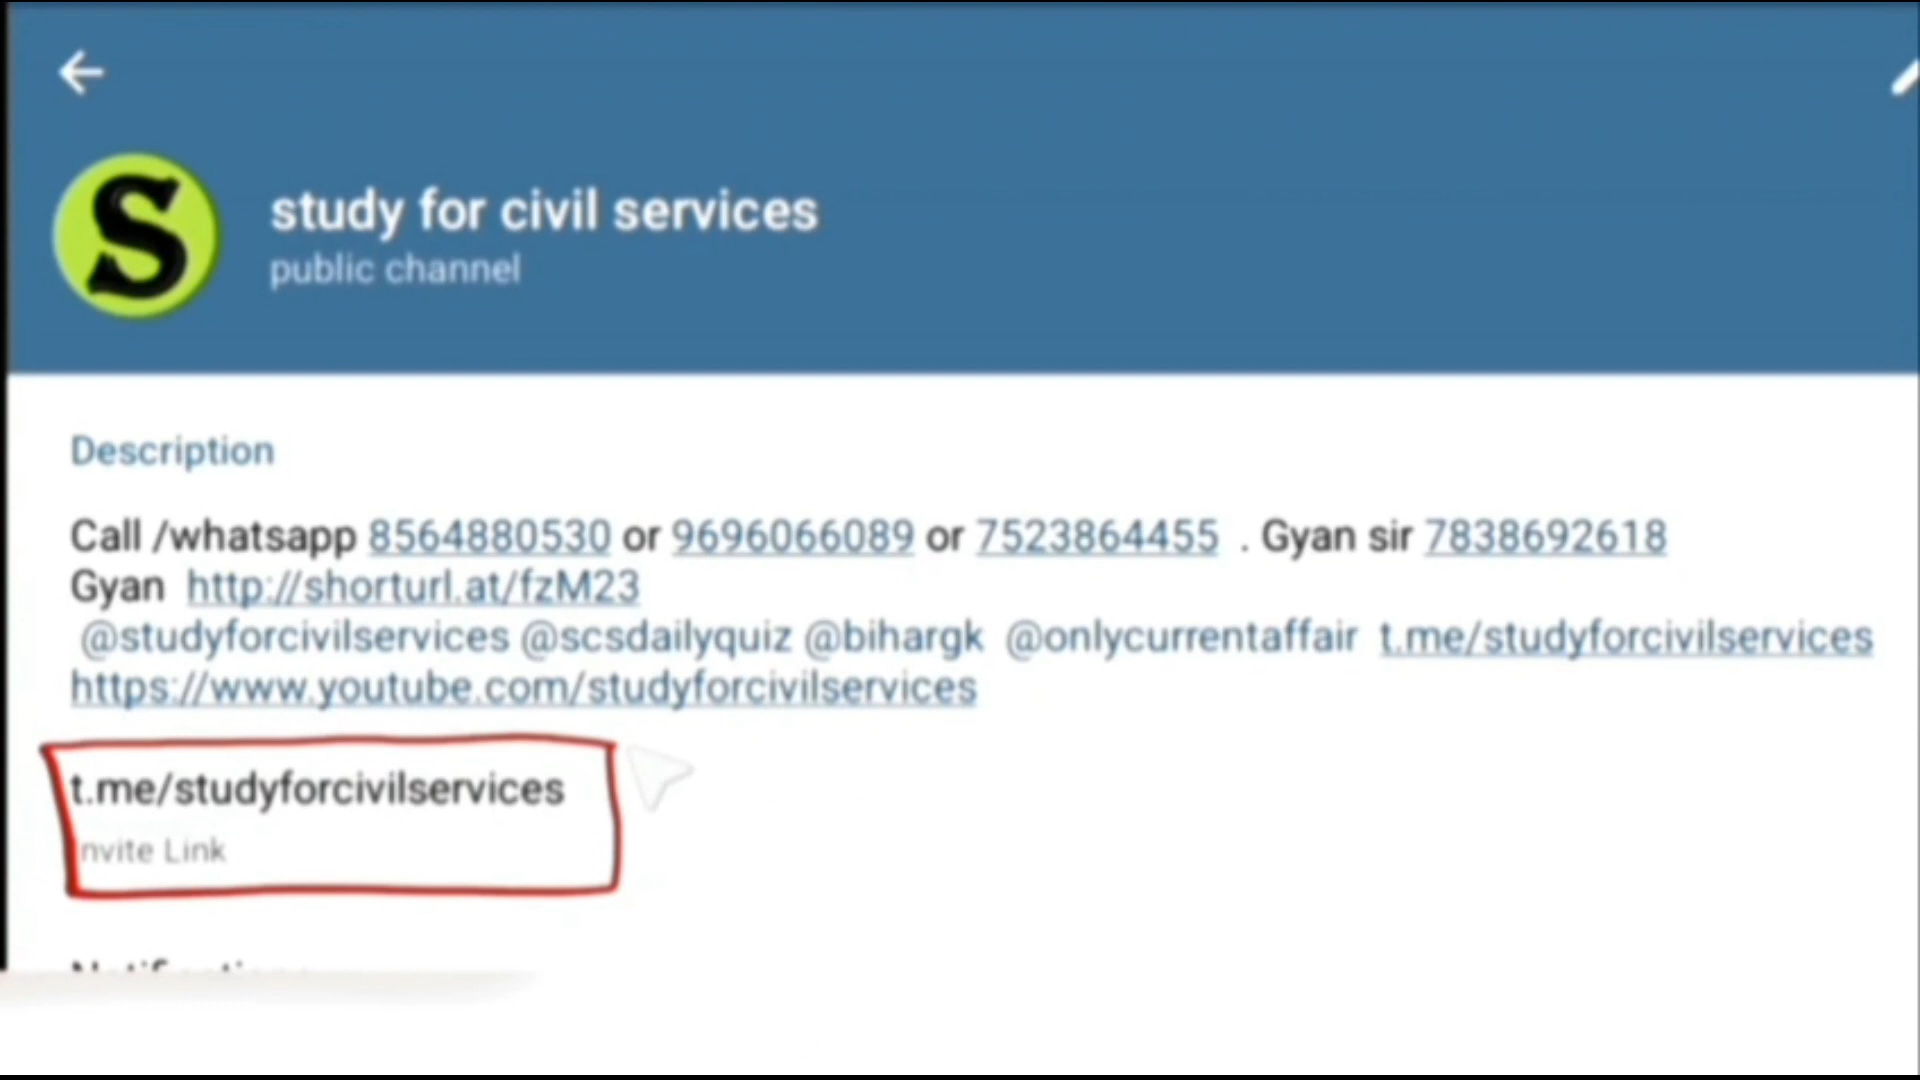 S
study for civil services
public channel
Description
Call /whatsapp 8564880530 or 9696066089 or 7523864455 . Gyan sir 7838692618
Gyan http://shorturl.at/fzM23
@studyforcivilservices @scsdailyquiz @bihargk @onlycurrentaffair t.me/studyforcivilservices
https://www.youtube.com/studyforcivilservices
t.me/studyforcivilservices
nvite Link